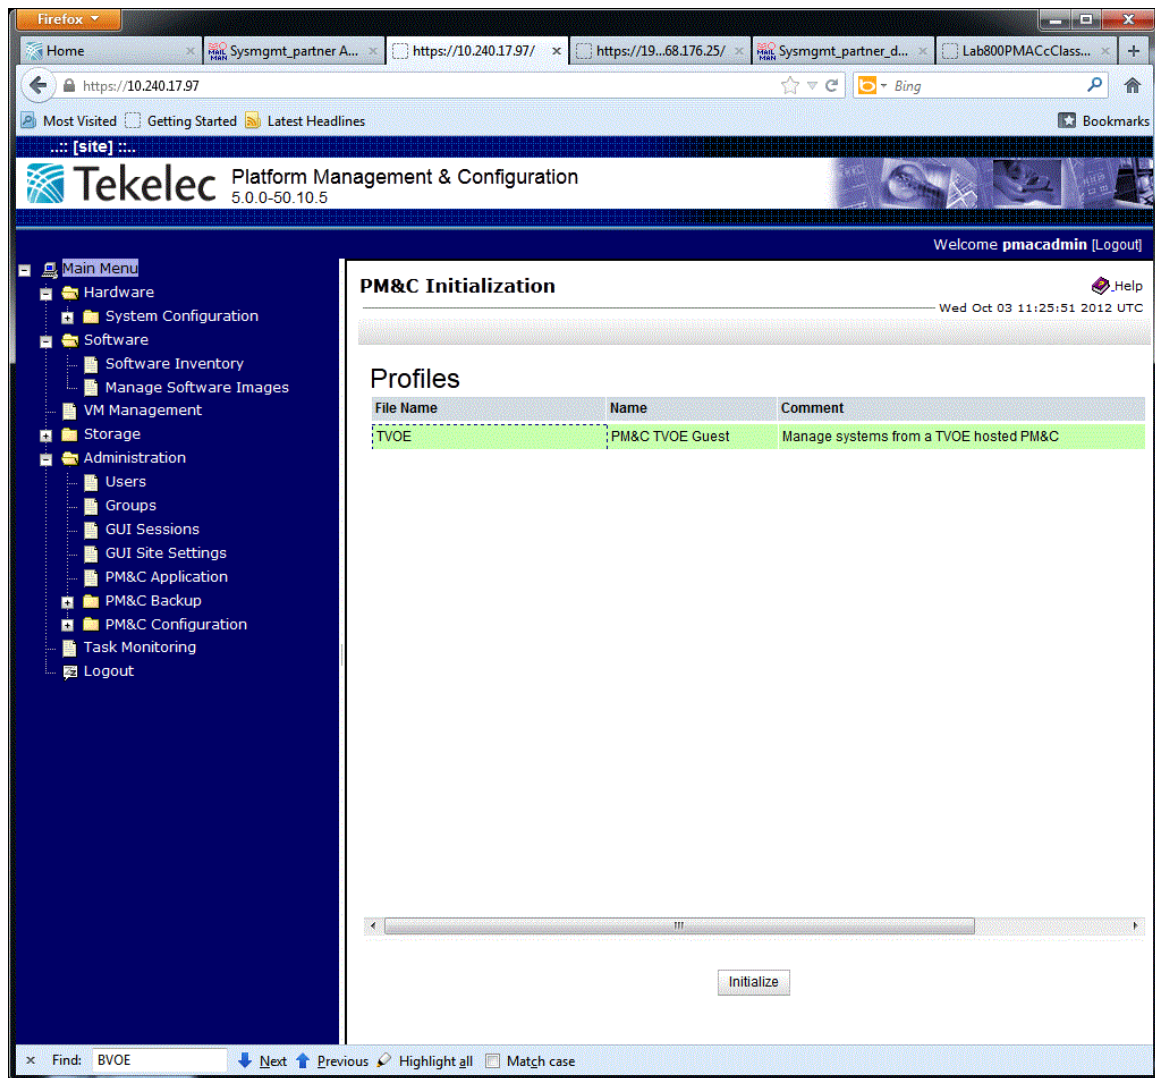 Firefox
Home
Sysmgmt_partner A...
https://10.240.17.97/
https://19...68.176.25/
Sysmgmt_partner_d...
Lab800PMACcClass...
https://10.240.17.97
Bing
Most Visited Getting Started Latest Headlines Bookmarks
..:: [site] ::..
Tekelec Platform Management & Configuration
5.0.0-50.10.5
Welcome pmacadmin [Logout]
Main Menu
Hardware
System Configuration
Software
Software Inventory
Manage Software Images
VM Management
Storage
Administration
Users
Groups
GUI Sessions
GUI Site Settings
PM&C Application
PM&C Backup
PM&C Configuration
Task Monitoring
Logout
PM&C Initialization
Help
Wed Oct 03 11:25:51 2012 UTC
Profiles
File Name Name Comment
TVOE PM&C TVOE Guest Manage systems from a TVOE hosted PM&C
Initialize
Find: BVOE Next Previous Highlight all Match case